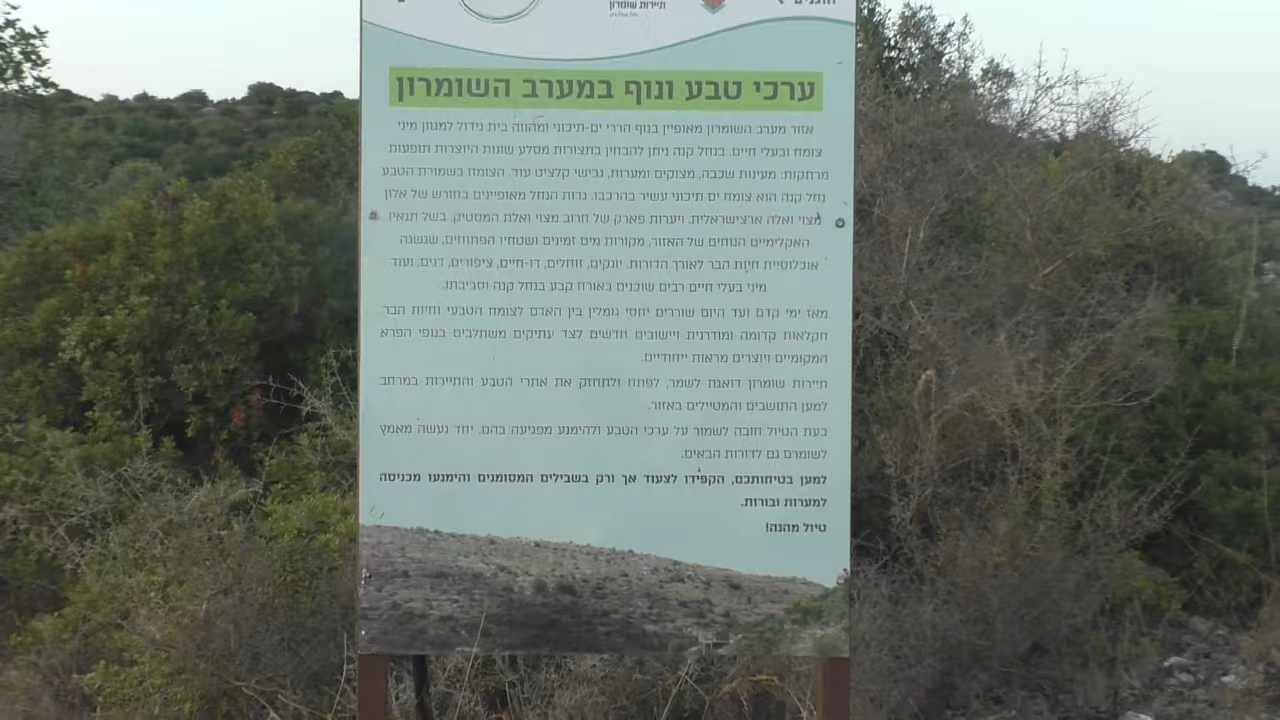 תיירות שומרון
ערכי טבע ונוף במערב השומרון
אזור מערב השומרון מאופיין בנוף הררי ים-תיכוני ומהווה בית גידול למגוון מיני
צומח ובעלי חיים. בנחל קנה ניתן להבחין בתצורות מסלע שונות היוצרות תופעות
מרתקות: מעינות שכבה, מצוקים ומערות, גבישי קלציט ועוד. הצומח בשמורת הטבע
נחל קנה הוא צומח ים תיכוני עשיר בהרכבו. גדות הנחל מאופיינים בחורש של אלון
מצוי ואלה ארצישראלית, ויערות פארק של חרוב מצוי ואלת המסטיק. בשל תנאיו
האקלימיים הנוחים של האזור, מקורות מים זמינים ושטחיו הפתוחים, שגשגה
אוכלוסיית חיות הבר לאורך הדורות. יונקים, זוחלים, דו-חיים, ציפורים, דגים, ועוד
מיני בעלי חיים רבים שוכנים באורח קבע בנחל קנה וסביבתו.
מאז ימי קדם ועד היום שוררים יחסי גומלין בין האדם לצומח הטבעי וחיות הבר.
חקלאות קדומה ומודרנית ויישובים חדשים לצד עתיקים משתלבים בנופי הפרא
המקומיים ויוצרים מראות ייחודיים.
תיירות שומרון דואגת לשמר, לפתח ולתחזק את אתרי הטבע והתיירות במרחב
למען התושבים והמטיילים באזור.
בעת הטיול חובה לשמור על ערכי הטבע ולהימנע מפגיעה בהם. יחד נעשה מאמץ
לשומרם גם לדורות הבאים.
למען בטיחותכם, הקפידו לצעוד אך ורק בשבילים המסומנים והימנעו מכניסה
למערות ובורות.
טיול מהנה!